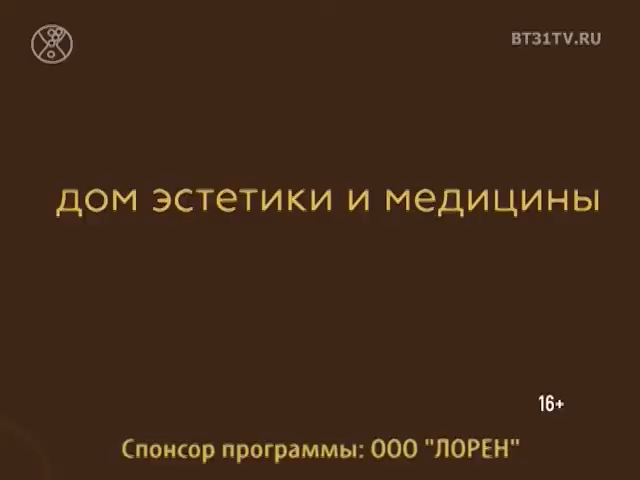 BT31TV.RU
дом эстетики и медицины
16+
Спонсор программы: ООО "ЛОРЕН"